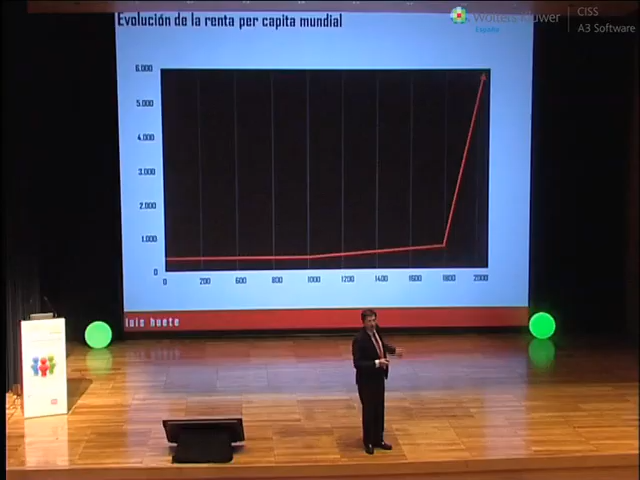 Evolución de la renta per capita mundial
Wolters Kluwer
España
CISS
A3 Software
6.000
5.000
4.000
3.000
2.000
1.000
0
0 200 600 800 1000 1200 1400 1600 1800 2000
luis huete